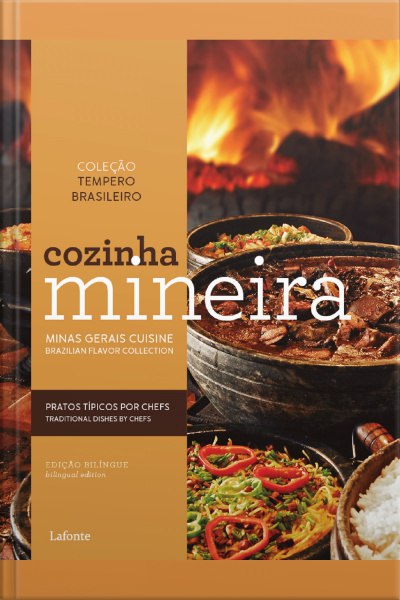 COLEÇÃO
TEMPERO
BRASILEIRO
cozinha
mineira
MINAS GERAIS CUISINE
BRAZILIAN FLAVOR COLLECTION
PRATOS TÍPICOS POR CHEFS
TRADITIONAL DISHES BY CHEFS
EDIÇÃO BILÍNGUE
bilingual edition
Lafonte